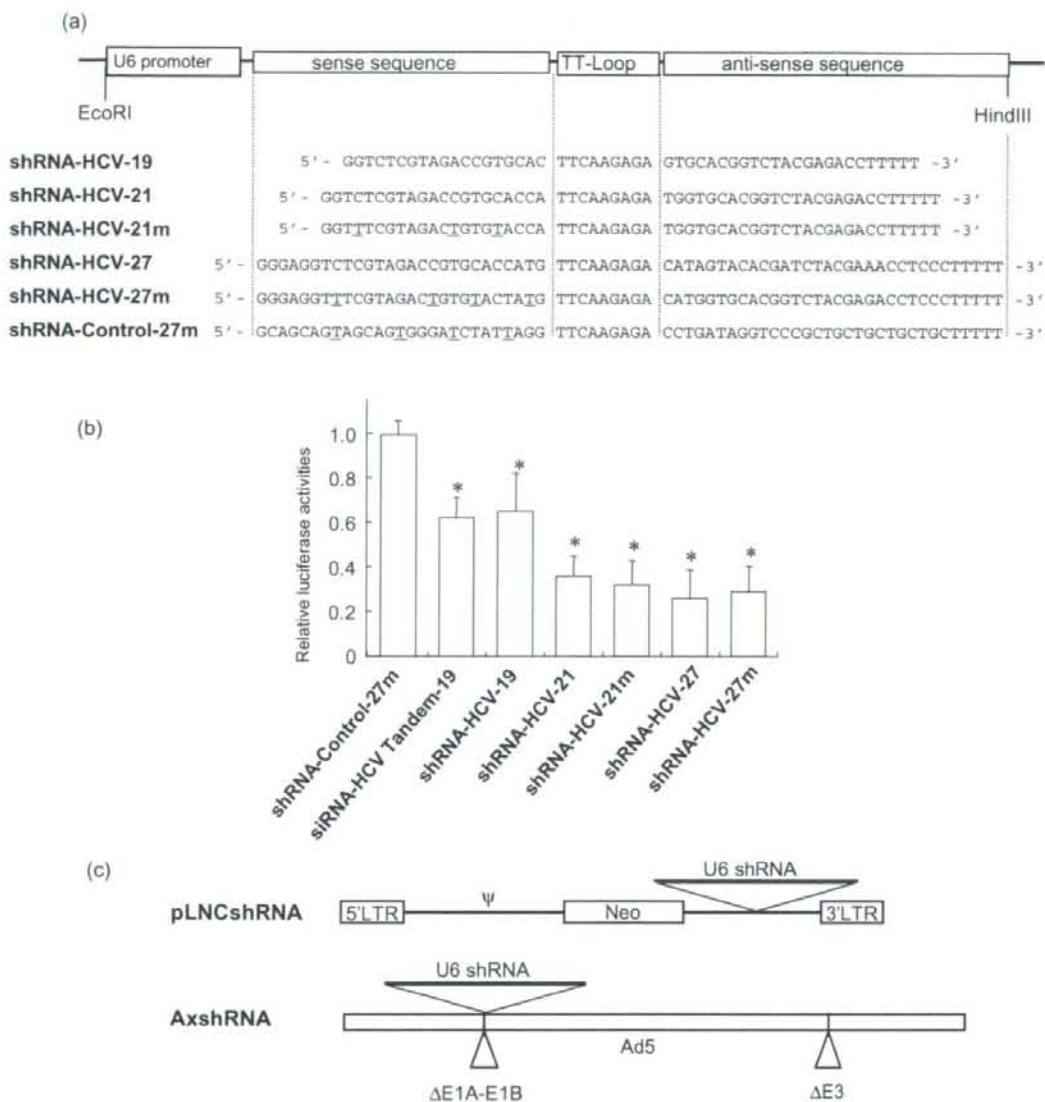 (a)
U6 promoter sense sequence TT-Loop anti-sense sequence
EcoRI HindIII
shRNA-HCV-19 5'- GGTCTCGTAGACCGTGCAC TTCAAGAGA GTGCACGGTCTACGAGACCTTTTT -3'
shRNA-HCV-21 5'- GGTCTCGTAGACCGTGCACCA TTCAAGAGA TGGTGCACGGTCTACGAGACCTTTTT -3'
shRNA-HCV-21m 5'- GGTTTCGTAGACTGTGTACCA TTCAAGAGA TGGTGCACGGTCTACGAGACCTTTTT -3'
shRNA-HCV-27 5'- GGGAGGTCTCGTAGACCGTGCACCATG TTCAAGAGA CATAGTACACGATCTACGAAACCTCCCTTTTT -3'
shRNA-HCV-27m 5'- GGGAGGTTTCGTAGACTGTGTACTATG TTCAAGAGA CATGGTGCACGGTCTACGAGACCTCCCTTTTT -3'
shRNA-Control-27m 5'- GCAGCAGTAGCAGTGGGATCTATTAGG TTCAAGAGA CCTGATAGGTCCCGCTGCTGCTGCTGCTTTTT -3'
(b)
Relative luciferase activities
1.0
0.8
0.6
0.4
0.2
0
* * * * * *
shRNA-Control-27m
siRNA-HCV Tandem-19
shRNA-HCV-19
shRNA-HCV-21
shRNA-HCV-21m
shRNA-HCV-27
shRNA-HCV-27m
(c)
U6 shRNA
pLNCshRNA 5'LTR ψ Neo 3'LTR
U6 shRNA
AxshRNA
Ad5
ΔE1A-E1B ΔE3